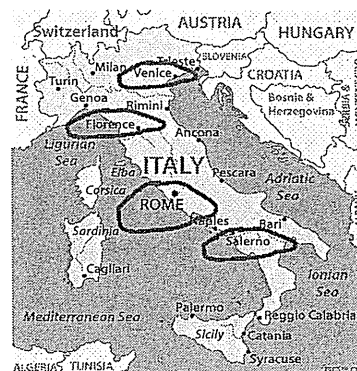 AUSTRIA
Switzerland
HUNGARY
Milan
Trieste
SLOVENIA
Venice
Turin
CROATIA
FRANCE
Genoa
Rimini
Bosnia &
Herzegovina
Florence
Ligurian
Sea
Ancona
ITALY
Elba
Corsica
Pescara
Adriatic
Sea
ROME
Naples
Bari
Sardinia
Salerno
Cagliari
Ionian
Sea
Mediterranean Sea
Palermo
Reggio Calabria
Sicily
Catania
Syracuse
ALGERIA
TUNISIA